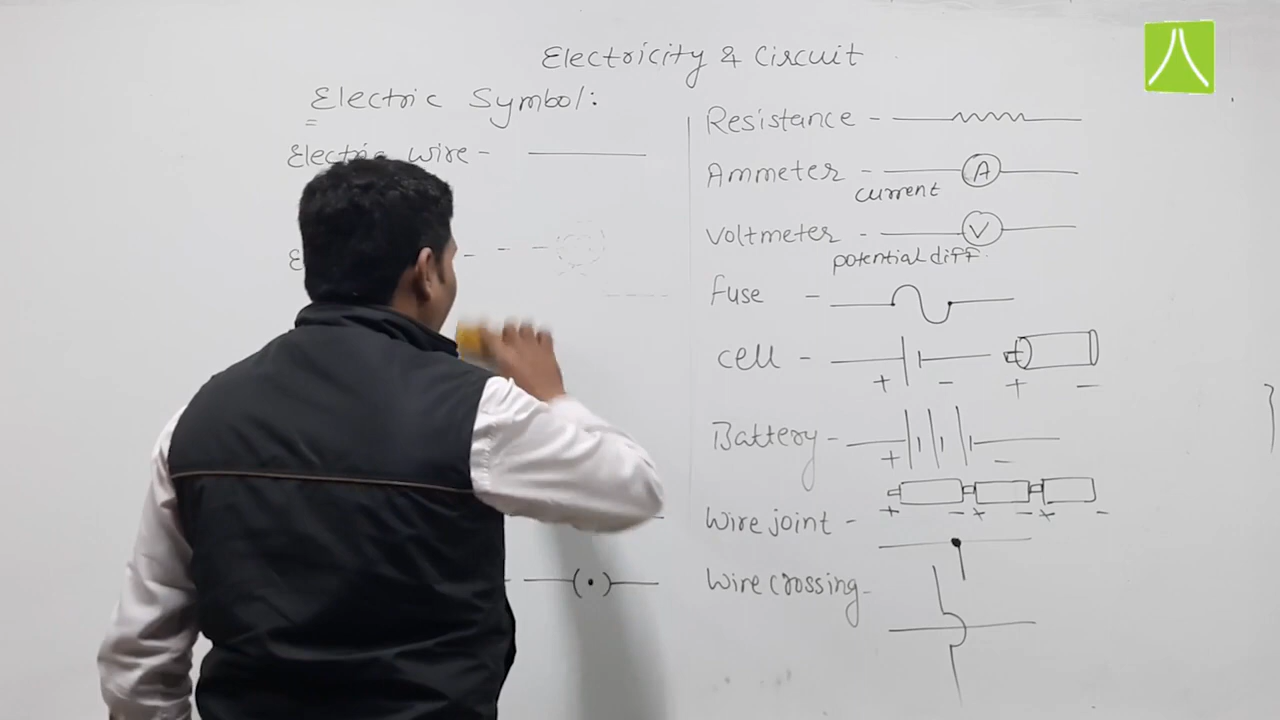 Electricity & Circuit
Electric Symbol:
Electric wire -
Resistance -
Ammeter -
A
current
Voltmeter -
V
potential diff.
fuse -
cell -
+ -
+ -
Battery -
+ -
+ - + - + -
Wire joint -
Wire crossing -